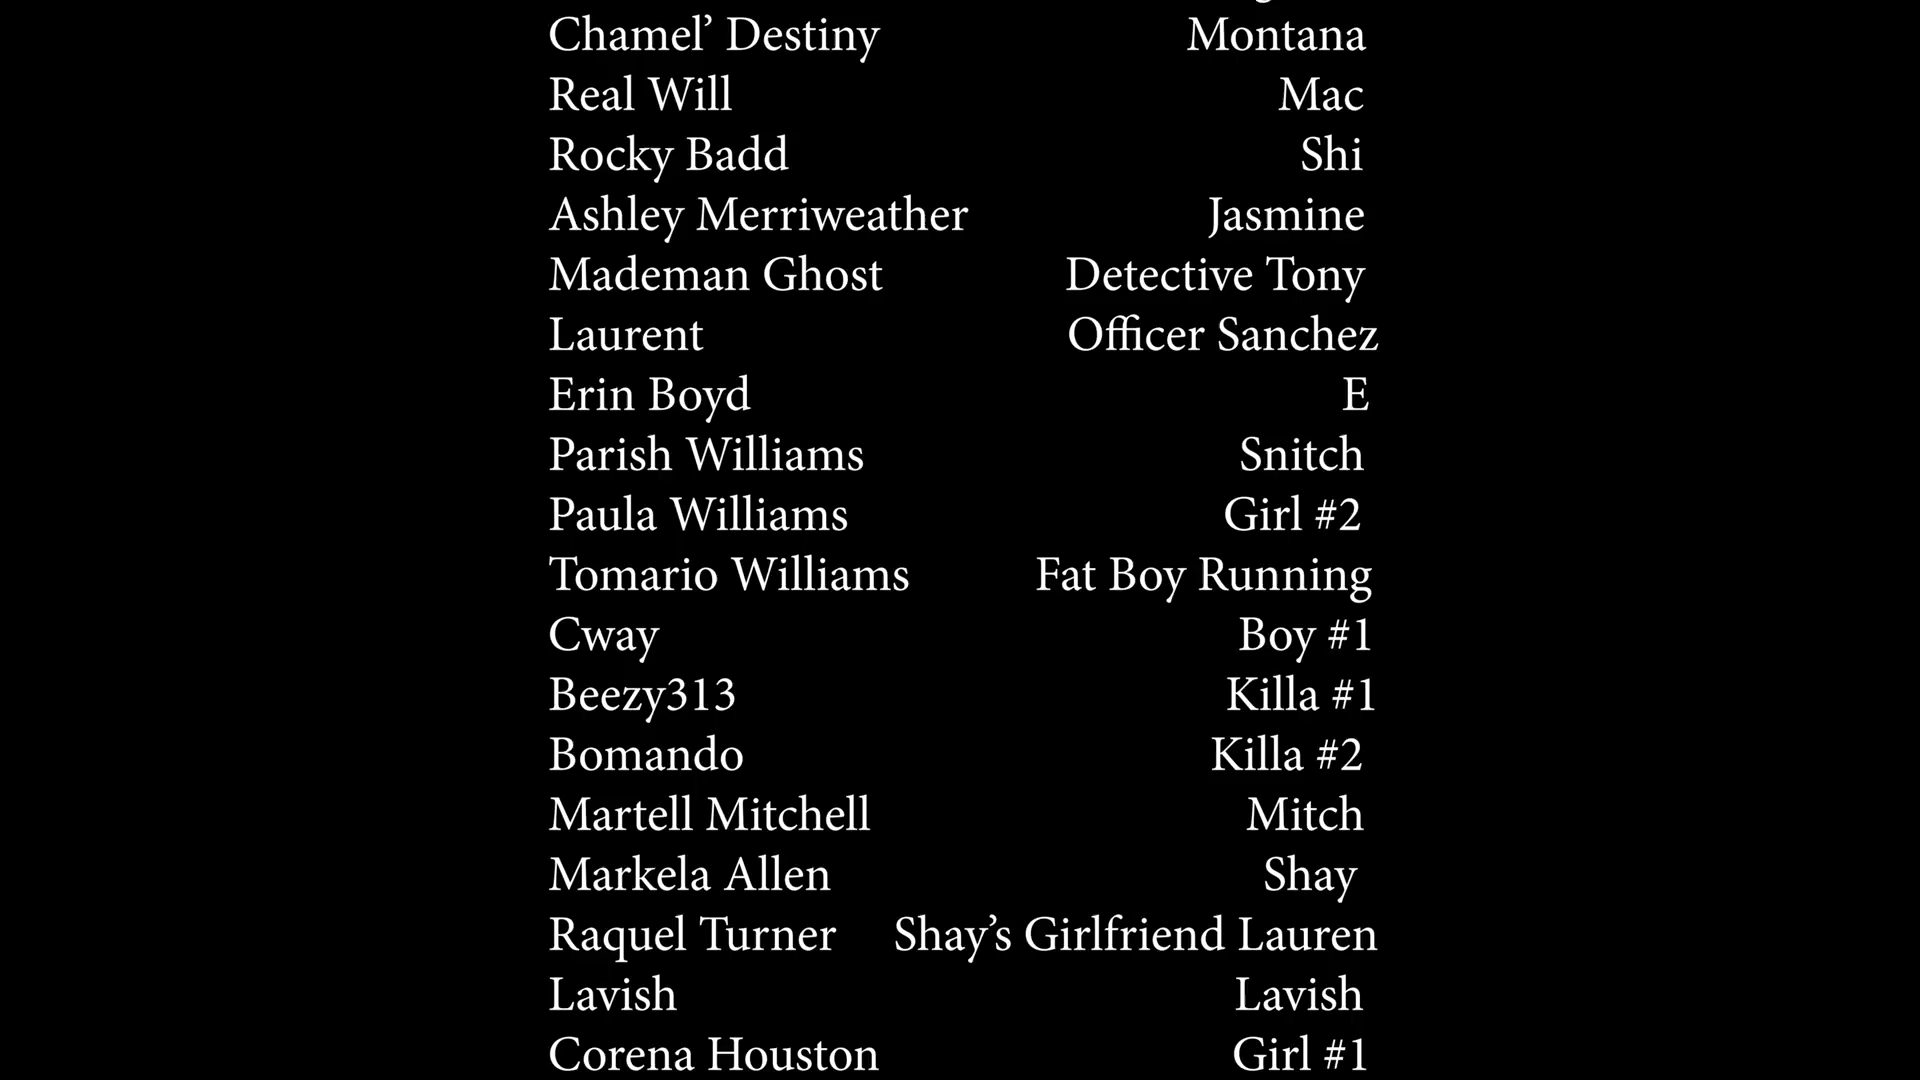 Chamel’ Destiny Montana
Real Will Mac
Rocky Badd Shi
Ashley Merriweather Jasmine
Mademan Ghost Detective Tony
Laurent Officer Sanchez
Erin Boyd E
Parish Williams Snitch
Paula Williams Girl #2
Tomario Williams Fat Boy Running
Cway Boy #1
Beezy313 Killa #1
Bomando Killa #2
Martell Mitchell Mitch
Markela Allen Shay
Raquel Turner Shay’s Girlfriend Lauren
Lavish Lavish
Corena Houston Girl #1